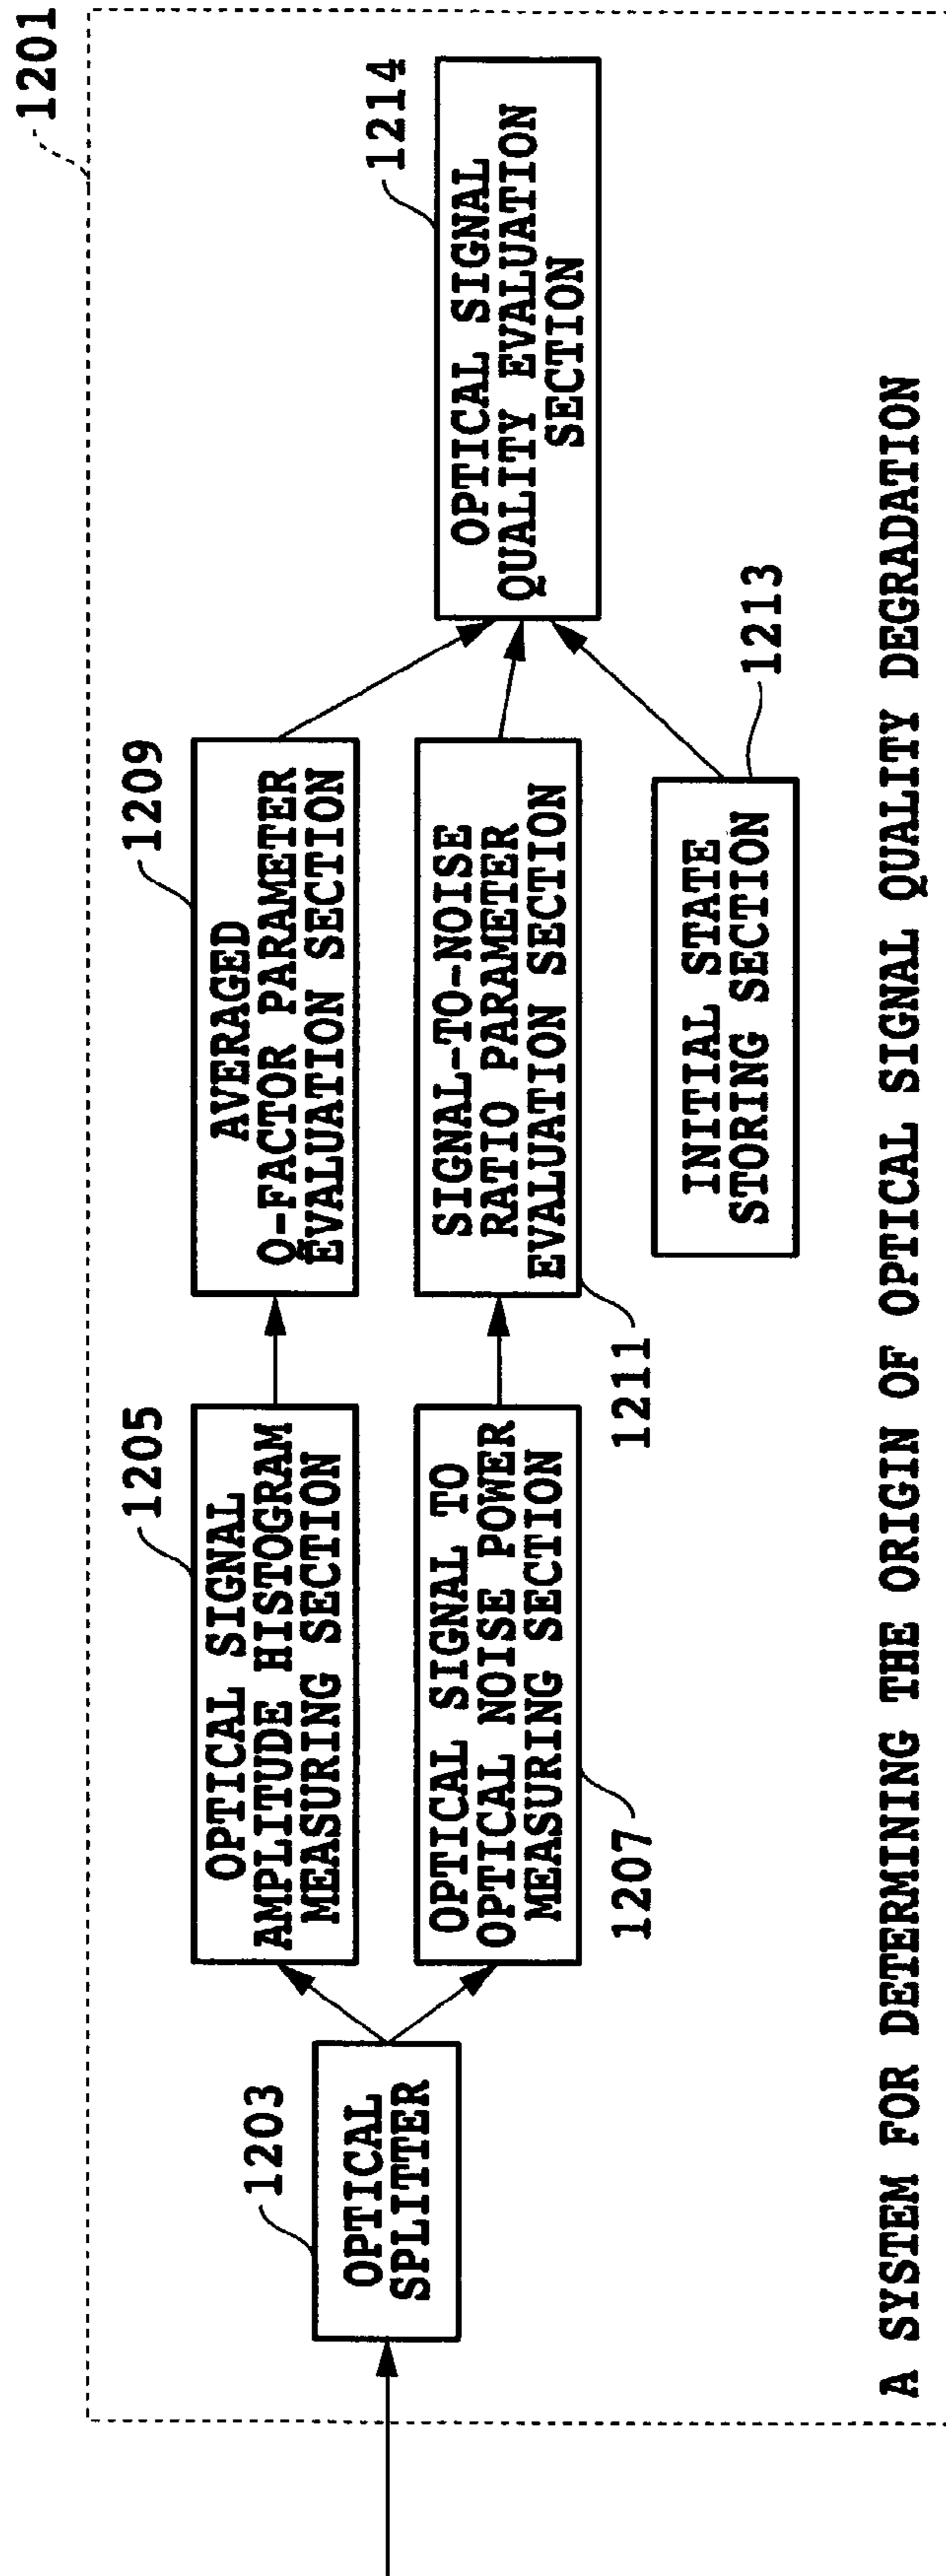 1201
1203
OPTICAL
SPLITTER
1205
OPTICAL SIGNAL
AMPLITUDE HISTOGRAM
MEASURING SECTION
OPTICAL SIGNAL TO
OPTICAL NOISE POWER
MEASURING SECTION
1207
1209
AVERAGED
Q-FACTOR PARAMETER
EVALUATION SECTION
SIGNAL-TO-NOISE
RATIO PARAMETER
EVALUATION SECTION
1211
INITIAL STATE
STORING SECTION
1213
1214
OPTICAL SIGNAL
QUALITY EVALUATION
SECTION
A SYSTEM FOR DETERMINING THE ORIGIN OF OPTICAL SIGNAL QUALITY DEGRADATION